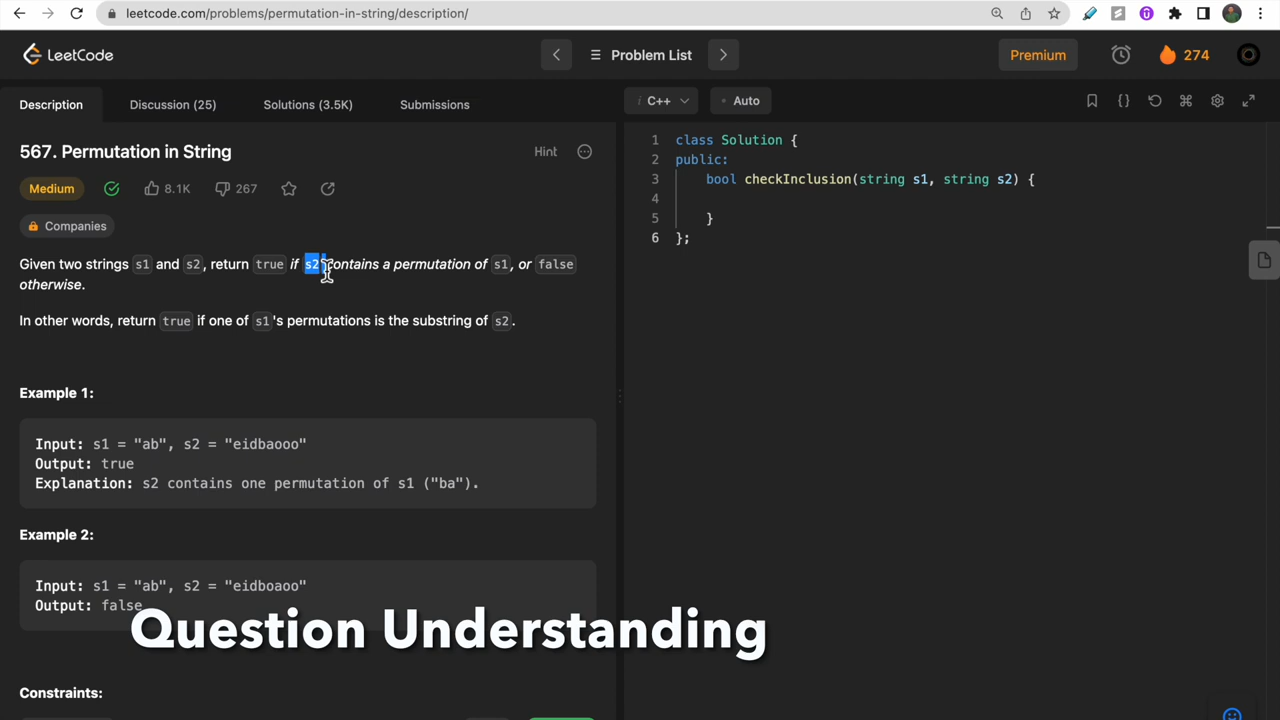 leetcode.com/problems/permutation-in-string/description/
LeetCode
Problem List
Premium
274
Description
Discussion (25)
Solutions (3.5K)
Submissions
i C++
Auto
567. Permutation in String
Hint
Medium
8.1K
267
Companies
Given two strings s1 and s2, return true if s2 contains a permutation of s1, or false
otherwise.
In other words, return true if one of s1's permutations is the substring of s2.
Example 1:
Input: s1 = "ab", s2 = "eidbaooo"
Output: true
Explanation: s2 contains one permutation of s1 ("ba").
Example 2:
Input: s1 = "ab", s2 = "eidboaoo"
Output: false
Question Understanding
Constraints:
1 class Solution {
2 public:
3 bool checkInclusion(string s1, string s2) {
4
5 }
6 };